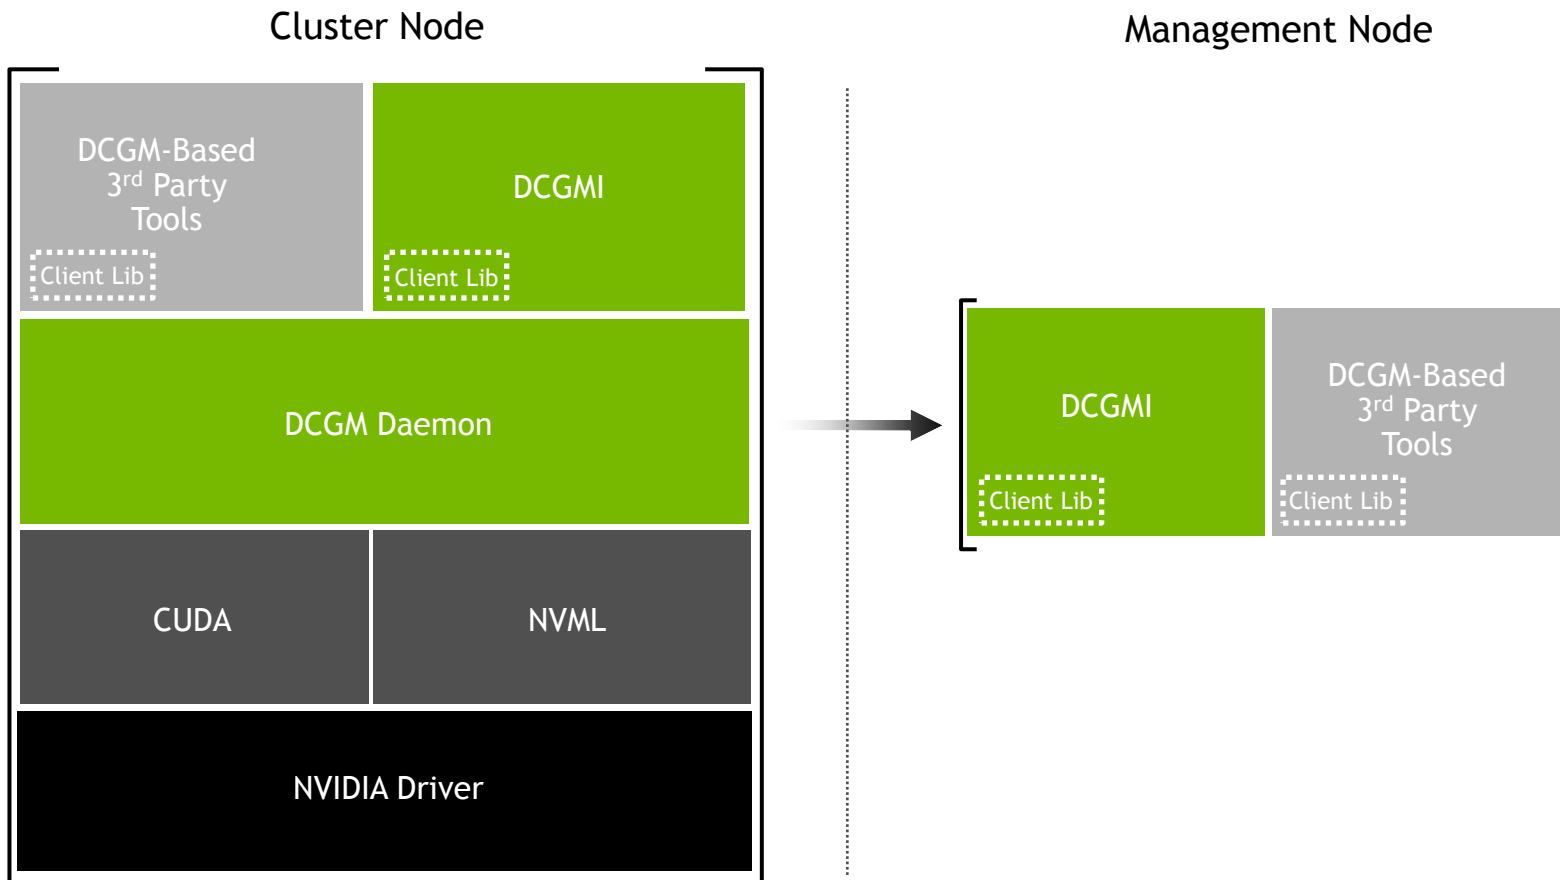 Cluster Node
Management Node
DCGM-Based
3rd Party
Tools
Client Lib
DCGMI
Client Lib
DCGM Daemon
CUDA
NVML
NVIDIA Driver
DCGMI
Client Lib
DCGM-Based
3rd Party
Tools
Client Lib